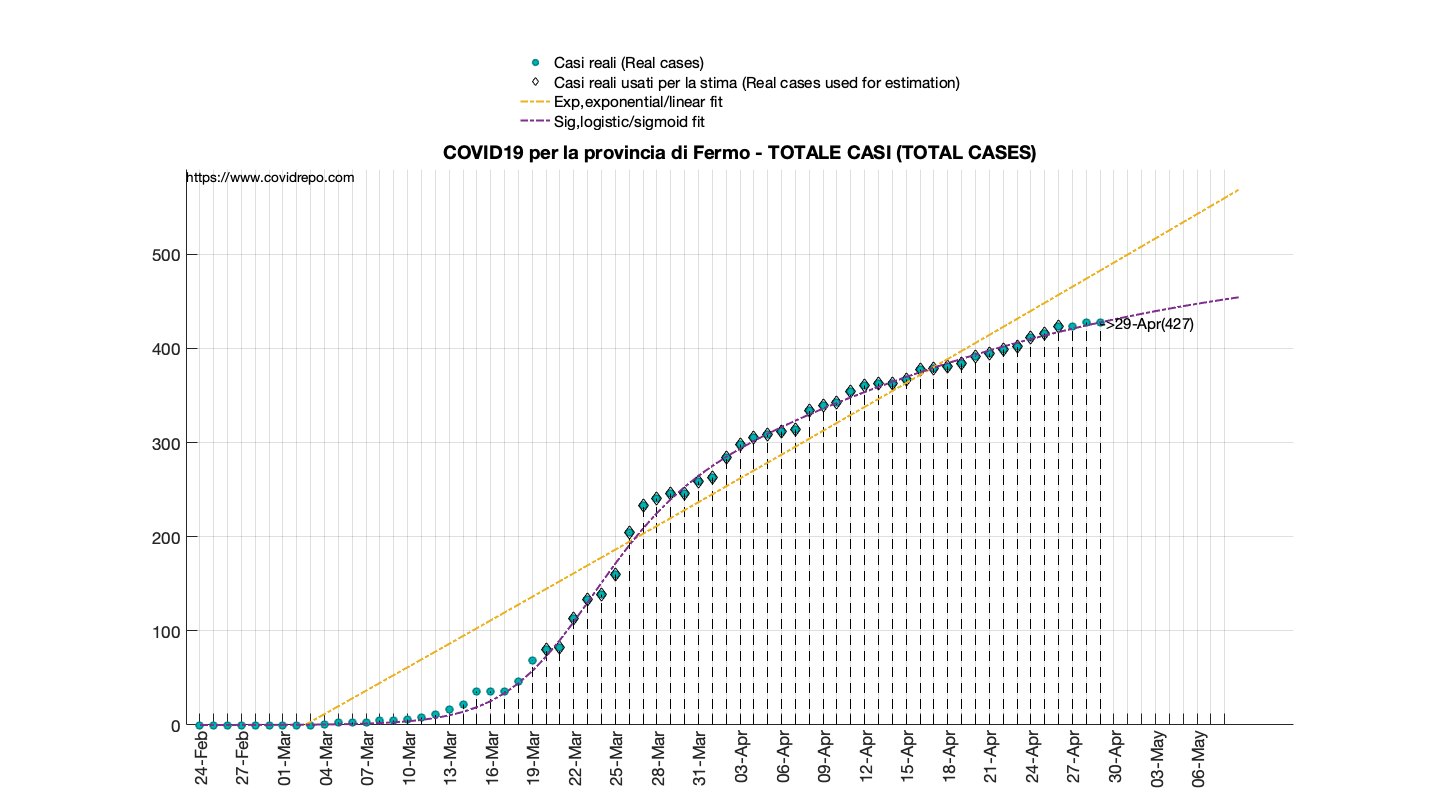 Casi reali (Real cases)
Casi reali usati per la stima (Real cases used for estimation)
Exp,exponential/linear fit
Sig,logistic/sigmoid fit
COVID19 per la provincia di Fermo - TOTALE CASI (TOTAL CASES)
https://www.covidrepo.com
500
400
300
200
100
0
->29-Apr(427)
24-Feb
27-Feb
01-Mar
04-Mar
07-Mar
10-Mar
13-Mar
16-Mar
19-Mar
22-Mar
25-Mar
28-Mar
31-Mar
03-Apr
06-Apr
09-Apr
12-Apr
15-Apr
18-Apr
21-Apr
24-Apr
27-Apr
30-Apr
03-May
06-May